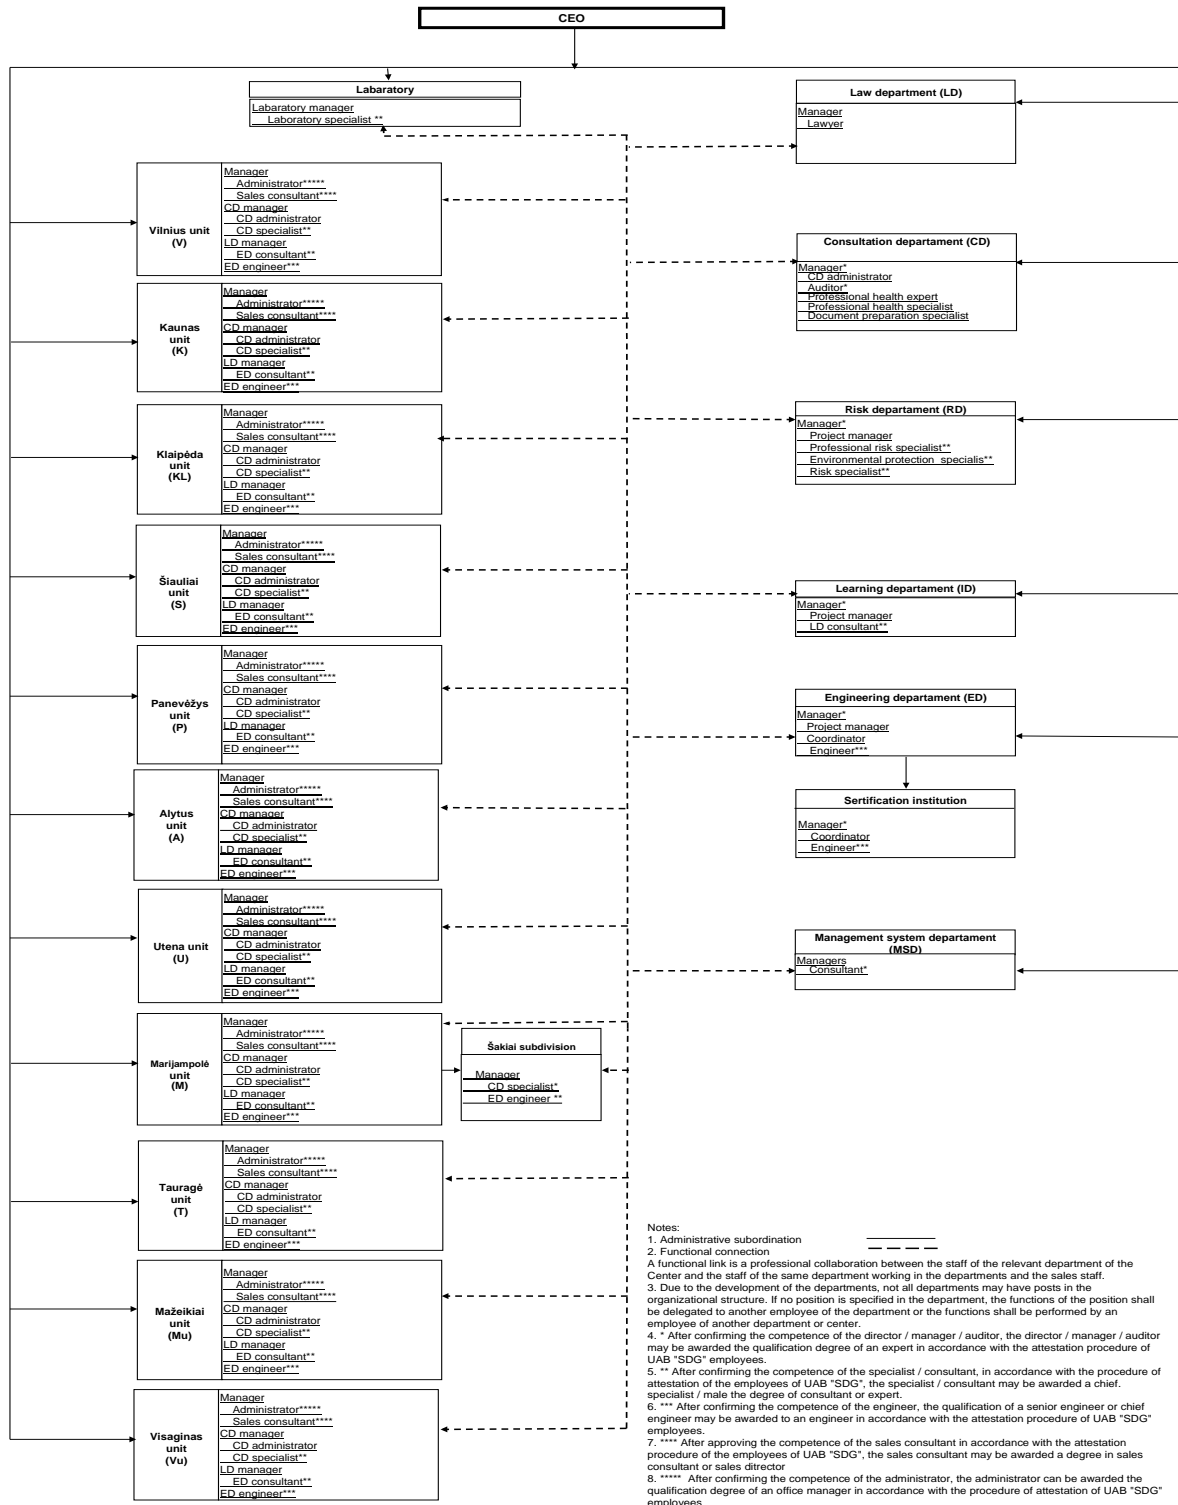 CEO
Labaratory
Labaratory manager
Laboratory specialist **
Law department (LD)
Manager
Lawyer
Vilnius unit
(V)
Manager
Administrator*****
Sales consultant****
CD manager
CD administrator
CD specialist**
LD manager
ED consultant**
ED engineer***
Consultation departament (CD)
Manager*
CD administrator
Auditor*
Professional health expert
Professional health specialist
Document preparation specialist
Kaunas
unit
(K)
Manager
Administrator*****
Sales consultant****
CD manager
CD administrator
CD specialist**
LD manager
ED consultant**
ED engineer***
Risk departament (RD)
Manager*
Project manager
Professional risk specialist**
Environmental protection specialis**
Risk specialist**
Klaipėda
unit
(KL)
Manager
Administrator*****
Sales consultant****
CD manager
CD administrator
CD specialist**
LD manager
ED consultant**
ED engineer***
Šiauliai
unit
(S)
Manager
Administrator*****
Sales consultant****
CD manager
CD administrator
CD specialist**
LD manager
ED consultant**
ED engineer***
Learning departament (ID)
Manager*
Project manager
LD consultant**
Panevėžys
unit
(P)
Manager
Administrator*****
Sales consultant****
CD manager
CD administrator
CD specialist**
LD manager
ED consultant**
ED engineer***
Engineering departament (ED)
Manager*
Project manager
Coordinator
Engineer***
Sertification institution
Manager*
Coordinator
Engineer***
Alytus
unit
(A)
Manager
Administrator*****
Sales consultant****
CD manager
CD administrator
CD specialist**
LD manager
ED consultant**
ED engineer***
Utena unit
(U)
Manager
Administrator*****
Sales consultant****
CD manager
CD administrator
CD specialist**
LD manager
ED consultant**
ED engineer***
Management system departament
(MSD)
Managers
Consultant*
Marijampolė
unit
(M)
Manager
Administrator*****
Sales consultant****
CD manager
CD administrator
CD specialist**
LD manager
ED consultant**
ED engineer***
Šakiai subdivision
Manager
CD specialist*
ED engineer **
Tauragė
unit
(T)
Manager
Administrator*****
Sales consultant****
CD manager
CD administrator
CD specialist**
LD manager
ED consultant**
ED engineer***
Mažeikiai
unit
(Mu)
Manager
Administrator*****
Sales consultant****
CD manager
CD administrator
CD specialist**
LD manager
ED consultant**
ED engineer***
Visaginas
unit
(Vu)
Manager
Administrator*****
Sales consultant****
CD manager
CD administrator
CD specialist**
LD manager
ED consultant**
ED engineer***
Notes:
1. Administrative subordination
2. Functional connection
A functional link is a professional collaboration between the staff of the relevant department of the
Center and the staff of the same department working in the departments and the sales staff.
3. Due to the development of the departments, not all departments may have posts in the
organizational structure. If no position is specified in the department, the functions of the position shall
be delegated to another employee of the department or the functions shall be performed by an
employee of another department or center.
4. * After confirming the competence of the director / manager / auditor, the director / manager / auditor
may be awarded the qualification degree of an expert in accordance with the attestation procedure of
UAB "SDG" employees.
5. ** After confirming the competence of the specialist / consultant, in accordance with the procedure of
attestation of the employees of UAB "SDG", the specialist / consultant may be awarded a chief.
specialist / male the degree of consultant or expert.
6. *** After confirming the competence of the engineer, the qualification of a senior engineer or chief
engineer may be awarded to an engineer in accordance with the attestation procedure of UAB "SDG"
employees.
7. **** After approving the competence of the sales consultant in accordance with the attestation
procedure of the employees of UAB "SDG", the sales consultant may be awarded a degree in sales
consultant or sales ditrector
8. ***** After confirming the competence of the administrator, the administrator can be awarded the
qualification degree of an office manager in accordance with the procedure of attestation of UAB "SDG"
employees